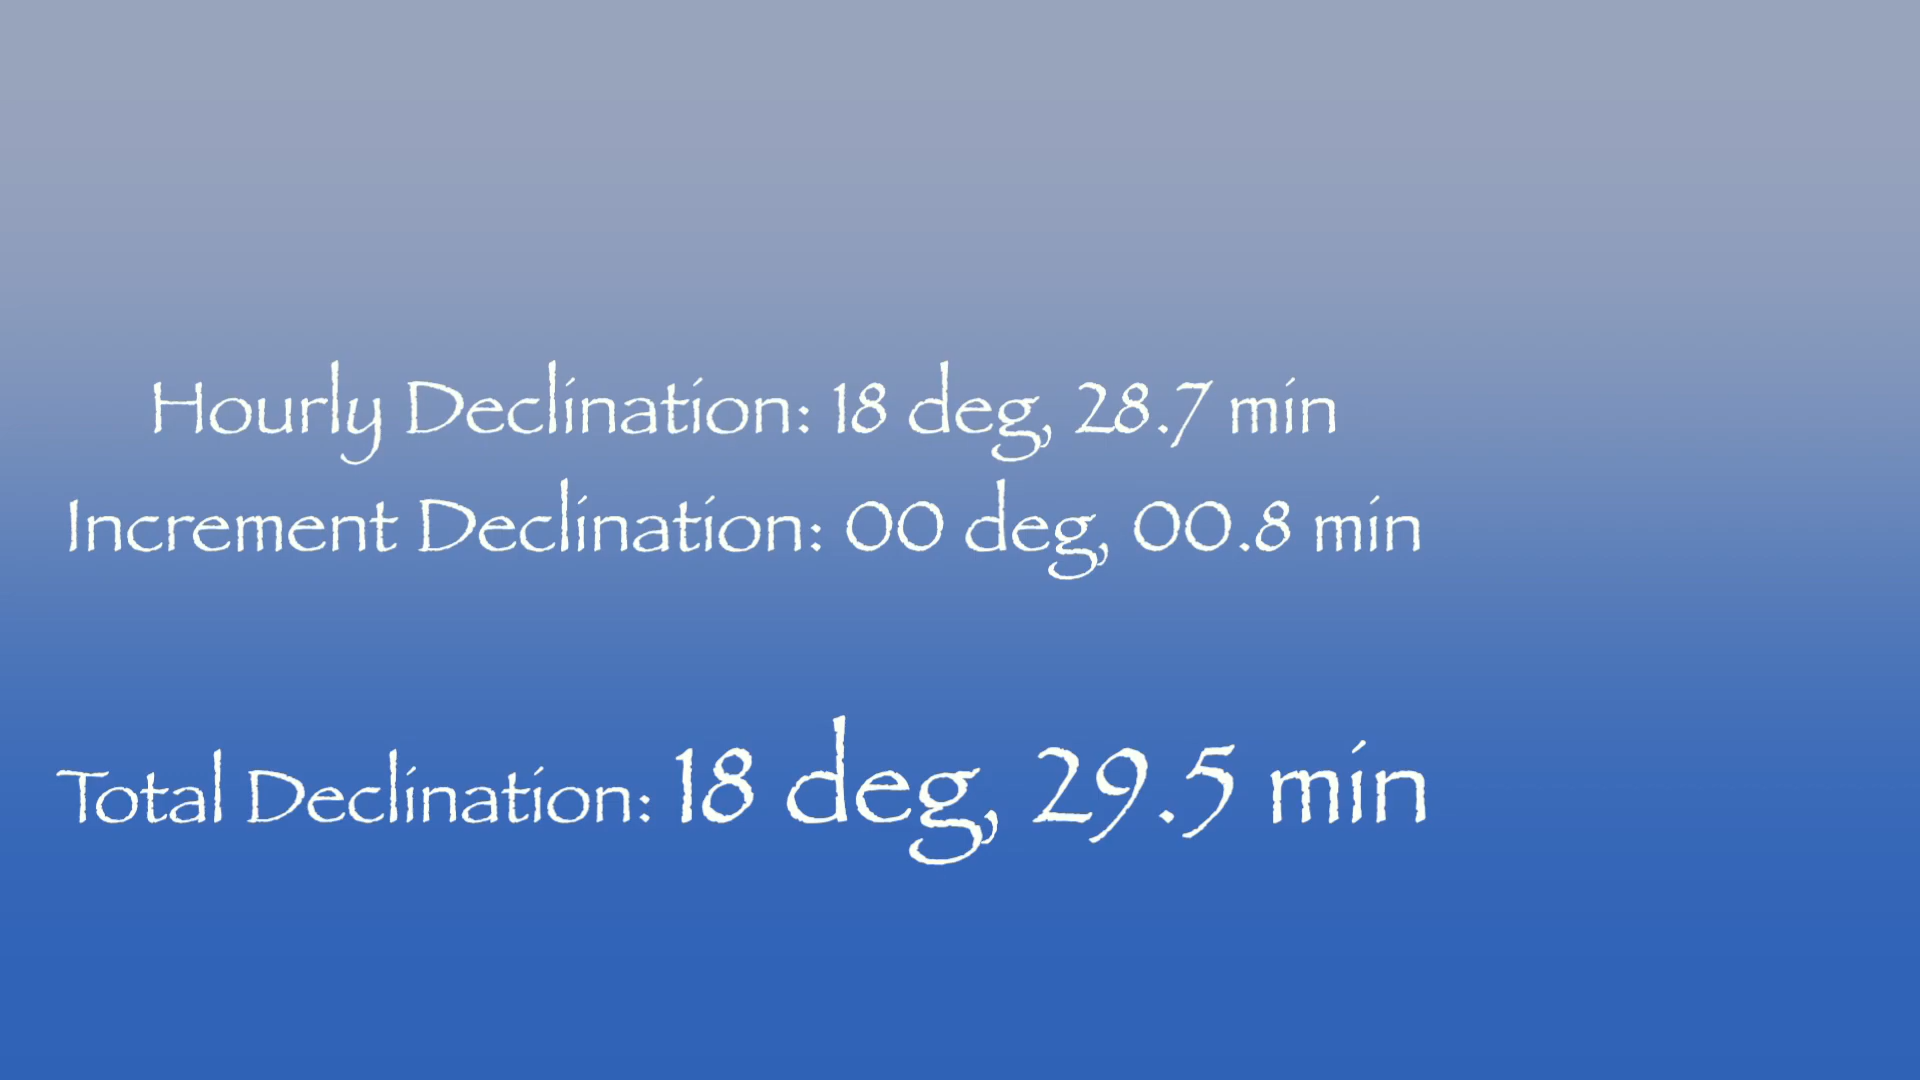 Hourly Declination: 18 deg, 28.7 min
Increment Declination: 00 deg, 00.8 min
Total Declination: 18 deg, 29.5 min